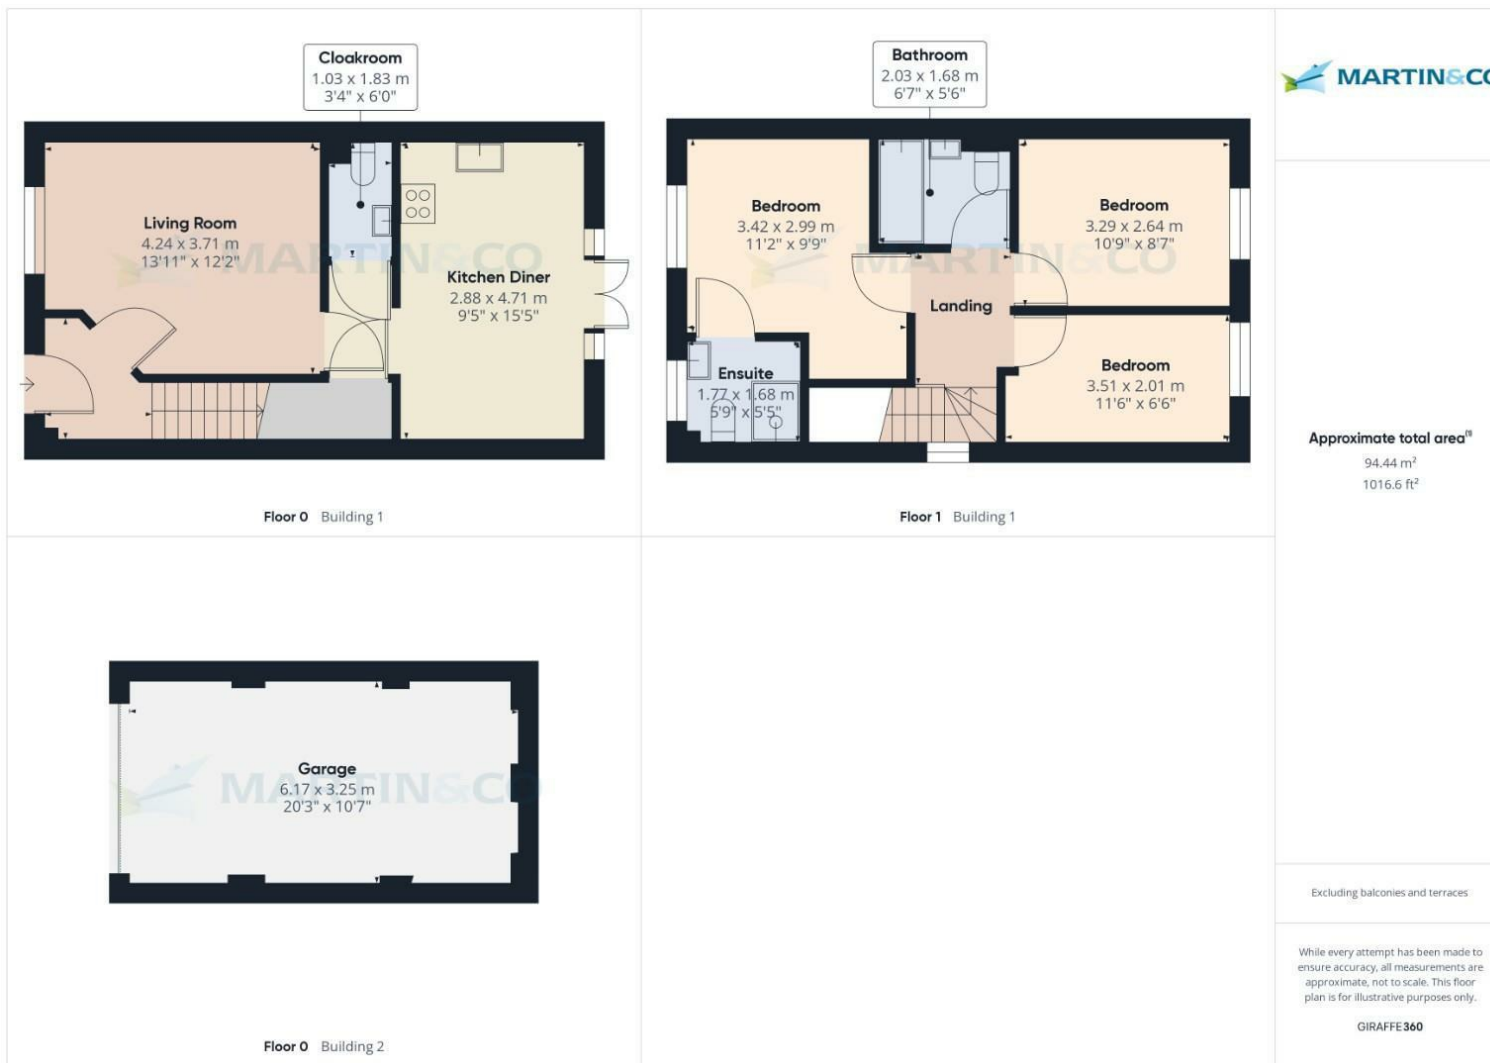 Cloakroom
1.03 x 1.83 m
3'4" x 6'0"
Living Room
4.24 x 3.71 m
13'11" x 12'2"
Kitchen Diner
2.88 x 4.71 m
9'5" x 15'5"
MARTIN&CO
Floor 0 Building 1
Bathroom
2.03 x 1.68 m
6'7" x 5'6"
Bedroom
3.42 x 2.99 m
11'2" x 9'9"
Bedroom
3.29 x 2.64 m
10'9" x 8'7"
MARTIN&CO
Landing
Ensuite
1.77 x 1.68 m
5'9" x 5'5"
Bedroom
3.51 x 2.01 m
11'6" x 6'6"
Floor 1 Building 1
Garage
6.17 x 3.25 m
20'3" x 10'7"
MARTIN&CO
Floor 0 Building 2
MARTIN&CO
Approximate total area(1)
94.44 m²
1016.6 ft²
Excluding balconies and terraces
While every attempt has been made to
ensure accuracy, all measurements are
approximate, not to scale. This floor
plan is for illustrative purposes only.
GIRAFFE360